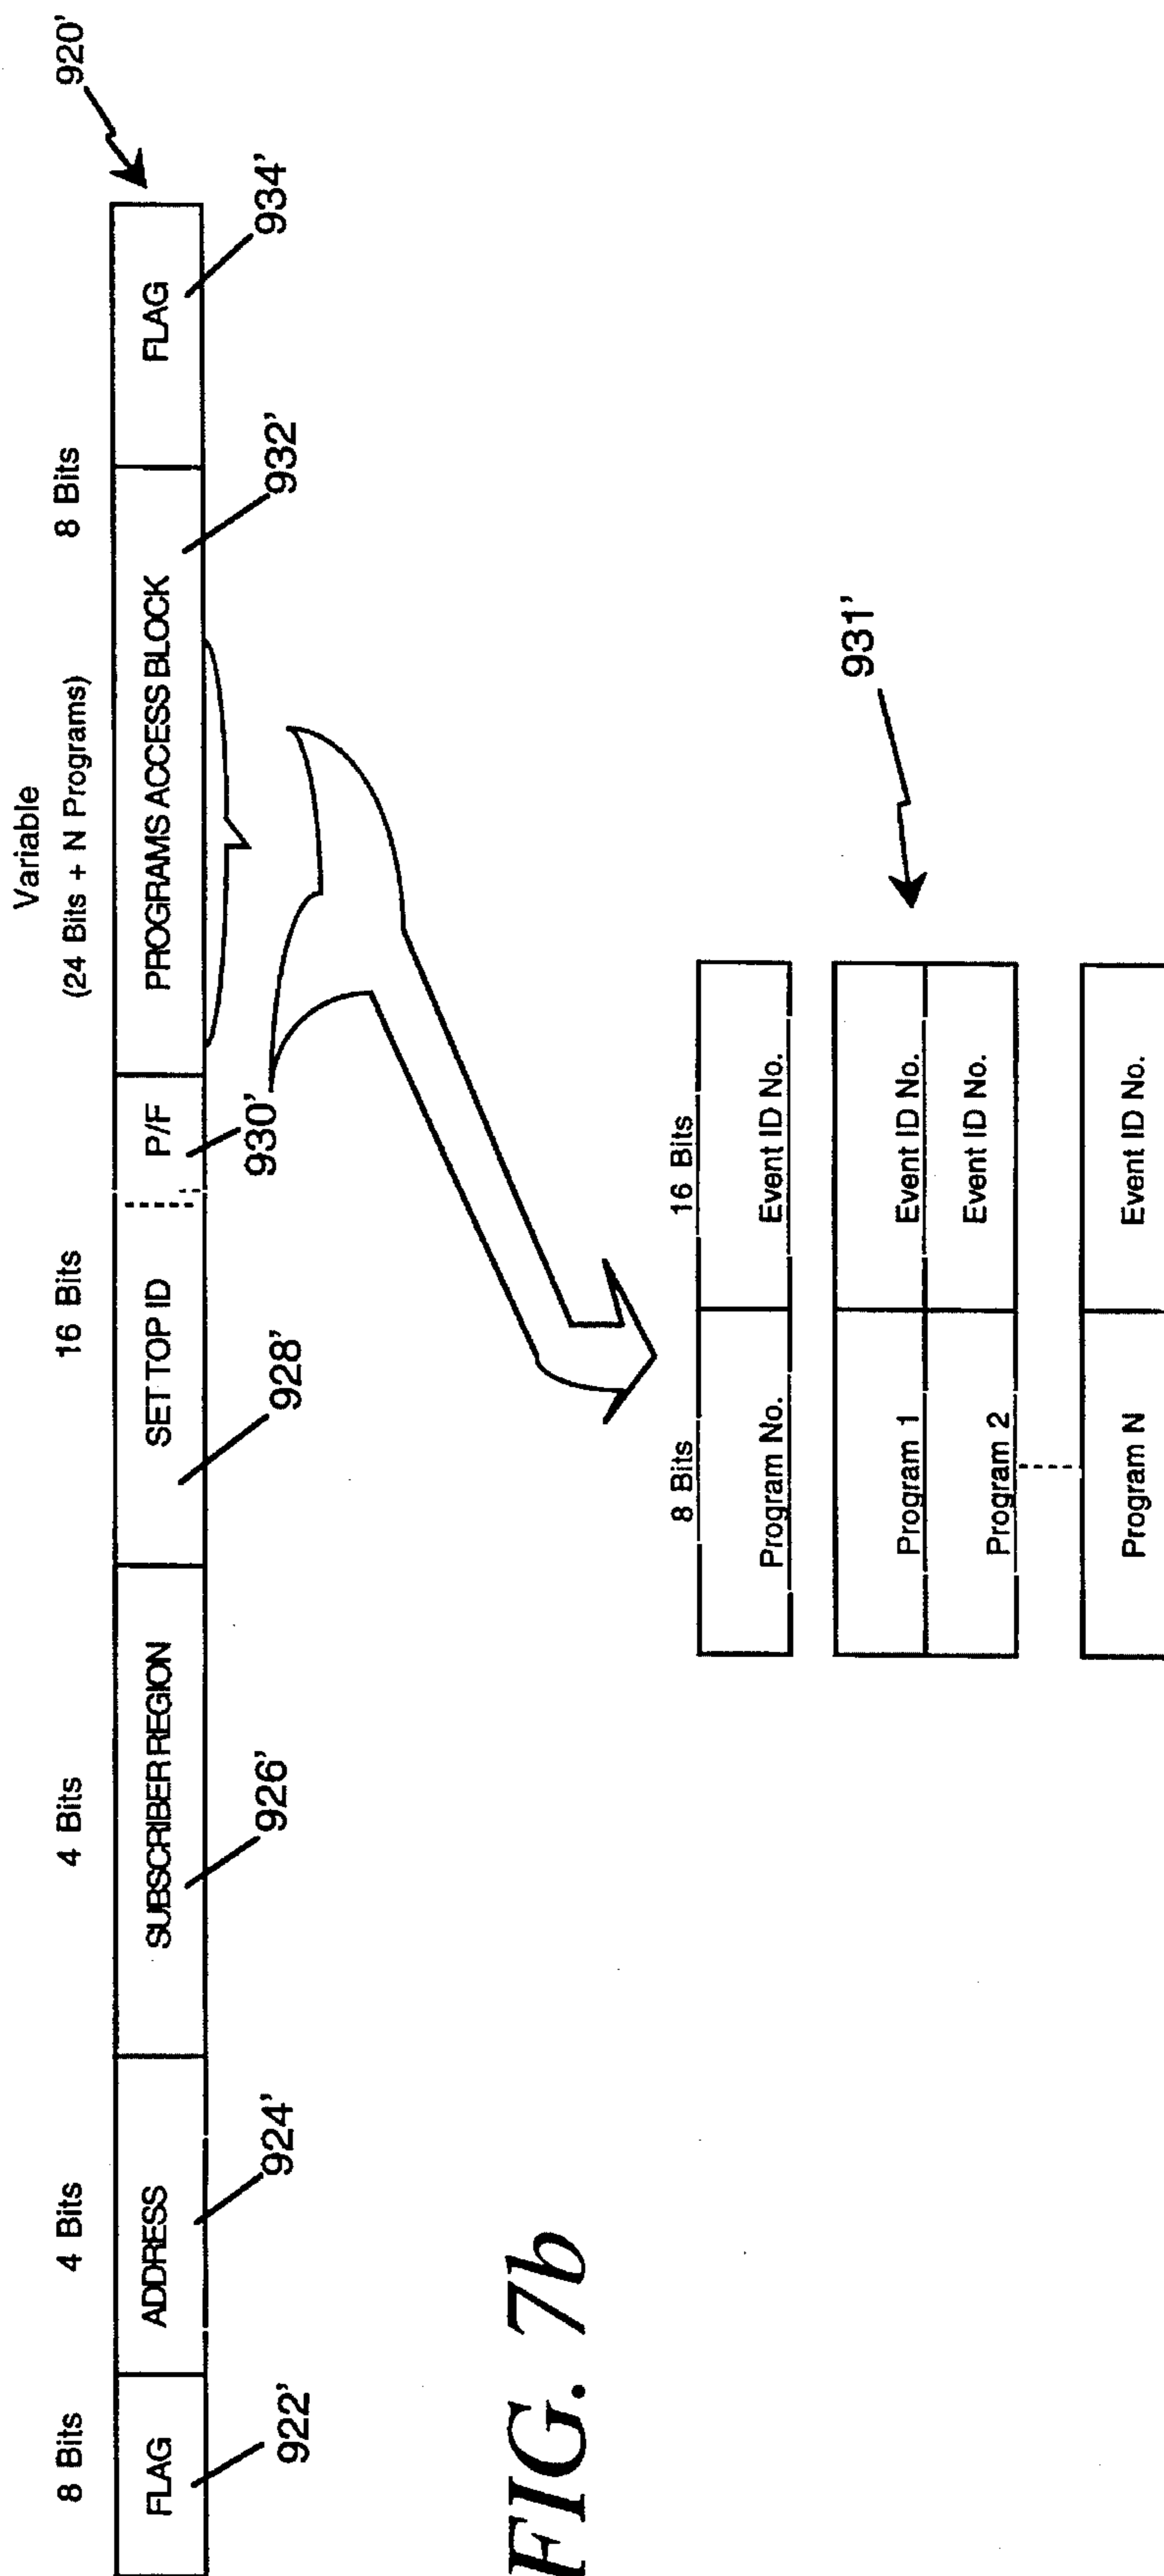 920'
Variable
8 Bits 4 Bits 4 Bits 16 Bits (24 Bits + N Programs) 8 Bits
FLAG ADDRESS SUBSCRIBER REGION SET TOP ID P/F PROGRAMS ACCESS BLOCK FLAG
922' 924' 926' 928' 930' 932' 934'
8 Bits 16 Bits
Program No. Event ID No.
931'
Program 1 Event ID No.
Program 2 Event ID No.
Program N Event ID No.
FIG. 7b